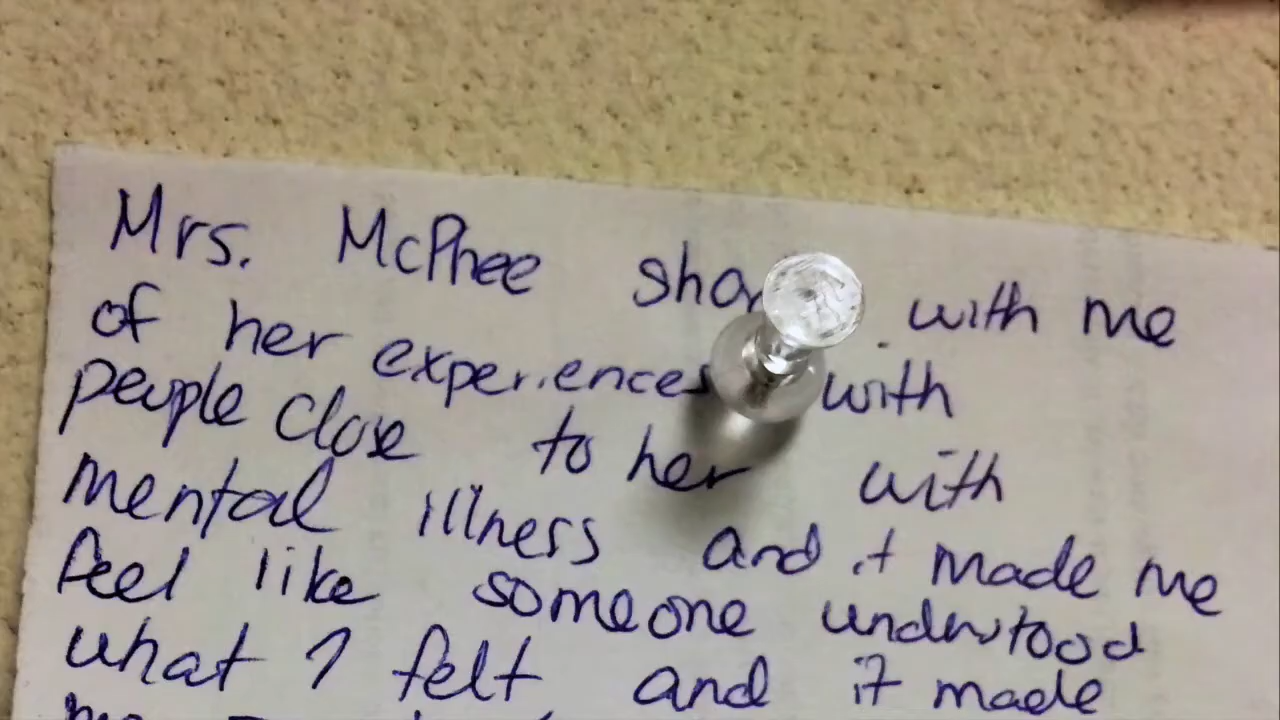 Mrs. McPhee with me
of her experiences with
people close to her with
mental illness and it made me
feel like someone understood
what I felt and it made